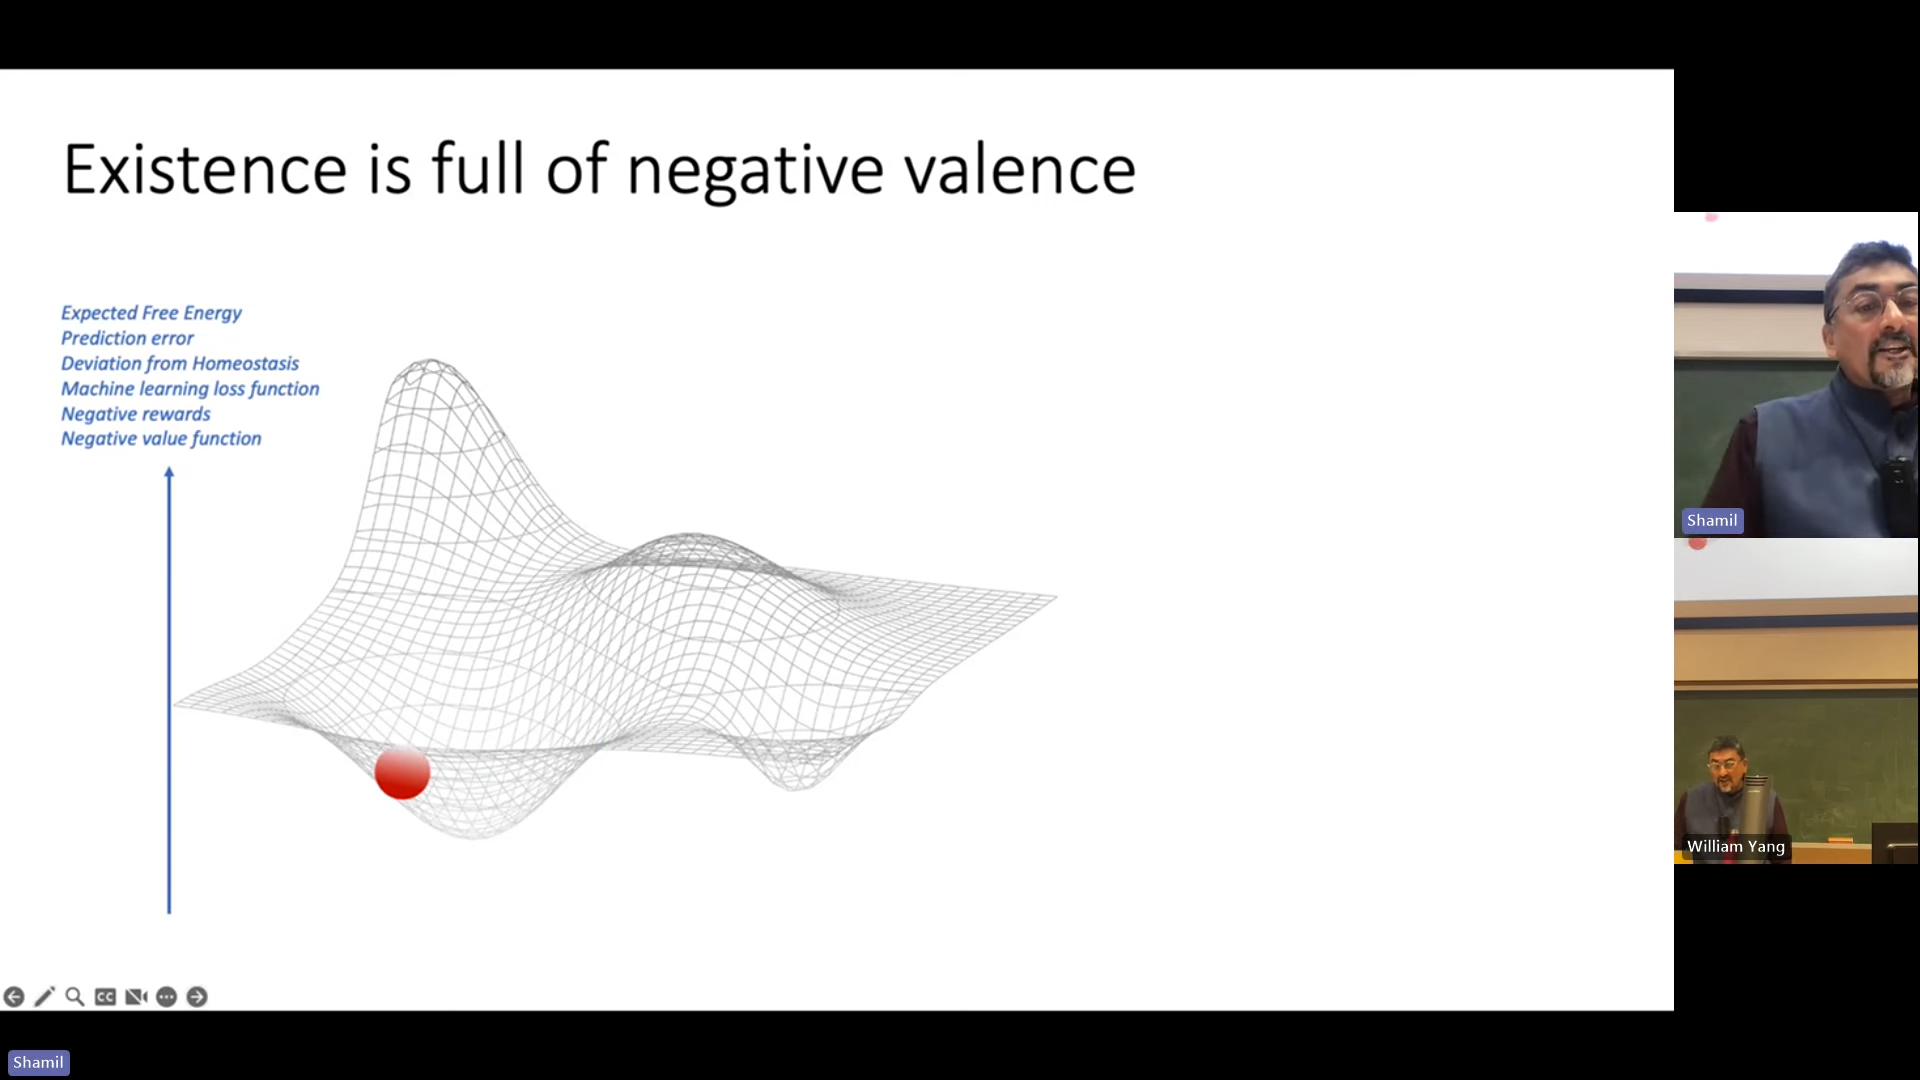 Existence is full of negative valence
Expected Free Energy
Prediction error
Deviation from Homeostasis
Machine learning loss function
Negative rewards
Negative value function
CC
Shamil
William Yang
Shamil